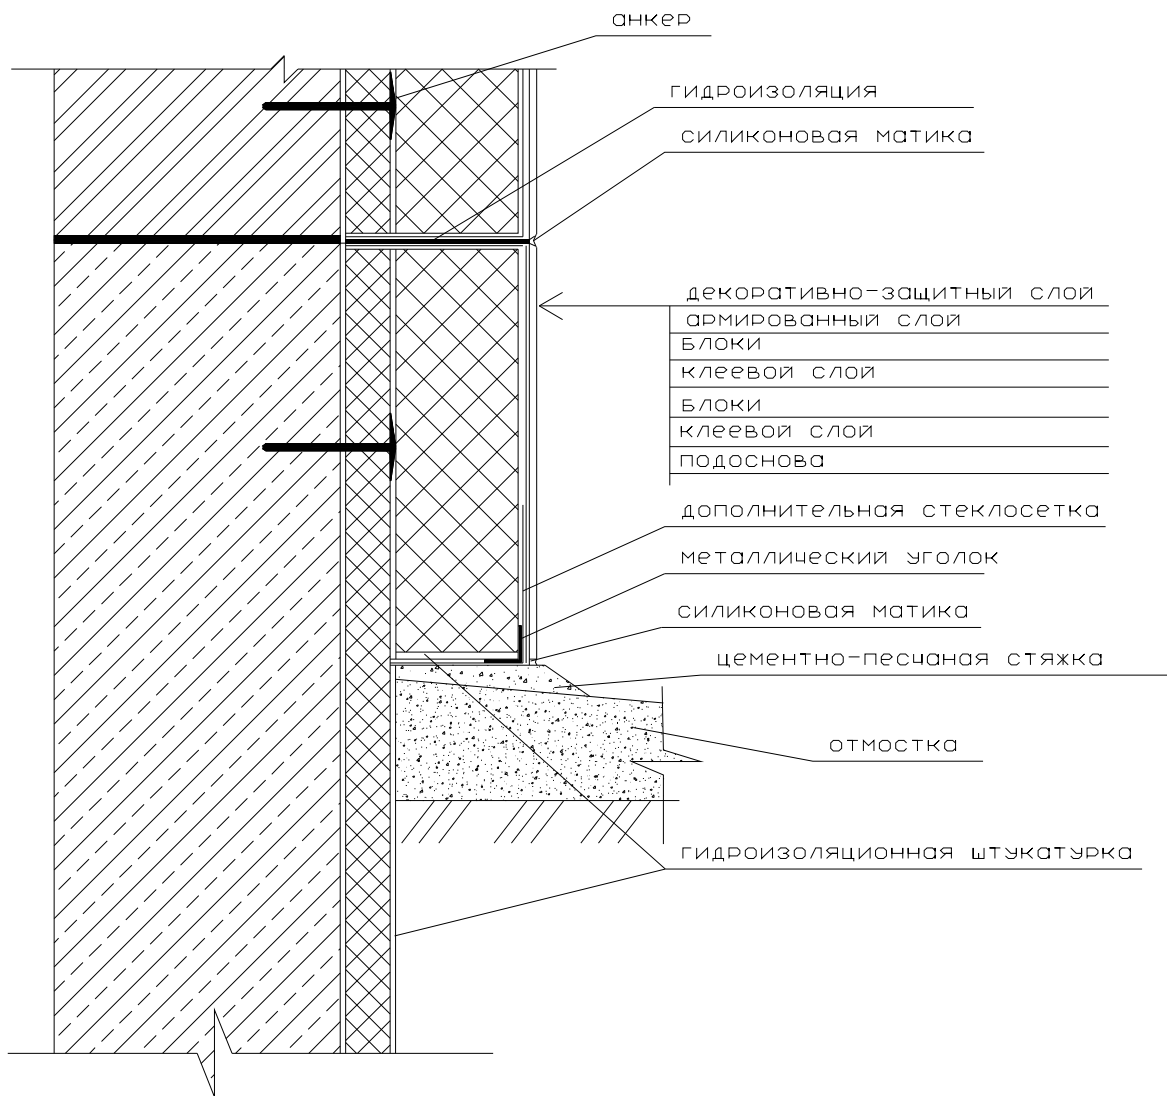 анкер
гидроизоляция
силиконовая матика
декоративно-защитный слой
армированный слой
блоки
клеевой слой
блоки
клеевой слой
подоснова
дополнительная стеклосетка
металлический уголок
силиконовая матика
цементно-песчаная стяжка
отмостка
гидроизоляционная штукатурка